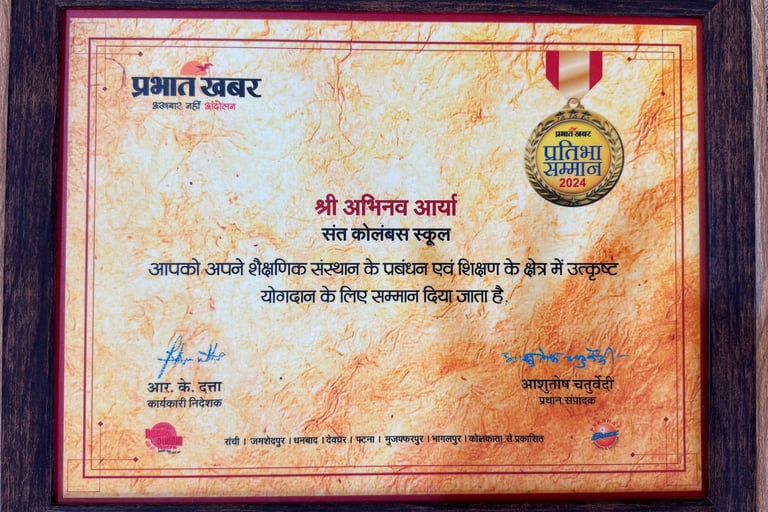 प्रभात खबर
अखबार नहीं आंदोलन
प्रभात खबर
प्रतिभा
सम्मान
2024
श्री अभिनव आर्या
संत कोलंबस स्कूल
आपको अपने शैक्षणिक संस्थान के प्रबंधन एवं शिक्षण के क्षेत्र में उत्कृष्ट
योगदान के लिए सम्मान दिया जाता है.
आर. के. दत्ता
कार्यकारी निदेशक
आशुतोष चतुर्वेदी
प्रधान संपादक
रांची । जमशेदपुर । धनबाद । देवघर । पटना । मुजफ्फरपुर । भागलपुर । कोलकाता से प्रकाशित